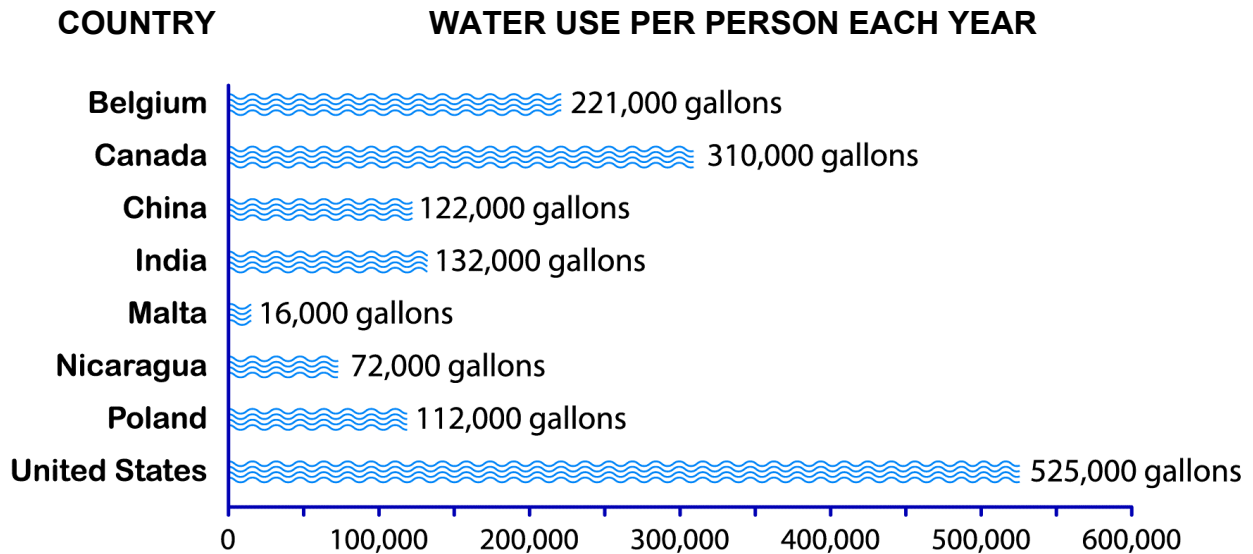 COUNTRY WATER USE PER PERSON EACH YEAR
Belgium 221,000 gallons
Canada 310,000 gallons
China 122,000 gallons
India 132,000 gallons
Malta 16,000 gallons
Nicaragua 72,000 gallons
Poland 112,000 gallons
United States 525,000 gallons
0 100,000 200,000 300,000 400,000 500,000 600,000